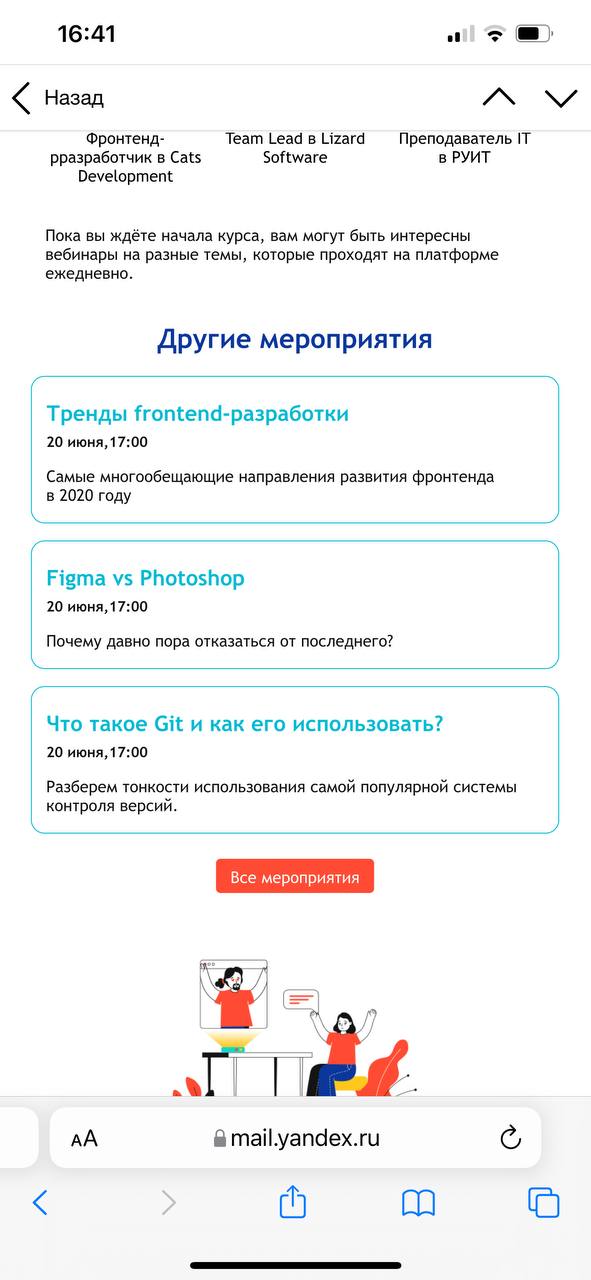 16:41
Назад
Фронтенд-
рразработчик в Cats
Development
Team Lead в Lizard
Software
Преподаватель IT
в РУИТ
Пока вы ждёте начала курса, вам могут быть интересны
вебинары на разные темы, которые проходят на платформе
ежедневно.
Другие мероприятия
Тренды frontend-разработки
20 июня,17:00
Самые многообещающие направления развития фронтенда
в 2020 году
Figma vs Photoshop
20 июня,17:00
Почему давно пора отказаться от последнего?
Что такое Git и как его использовать?
20 июня,17:00
Разберем тонкости использования самой популярной системы
контроля версий.
Все мероприятия
AA
mail.yandex.ru